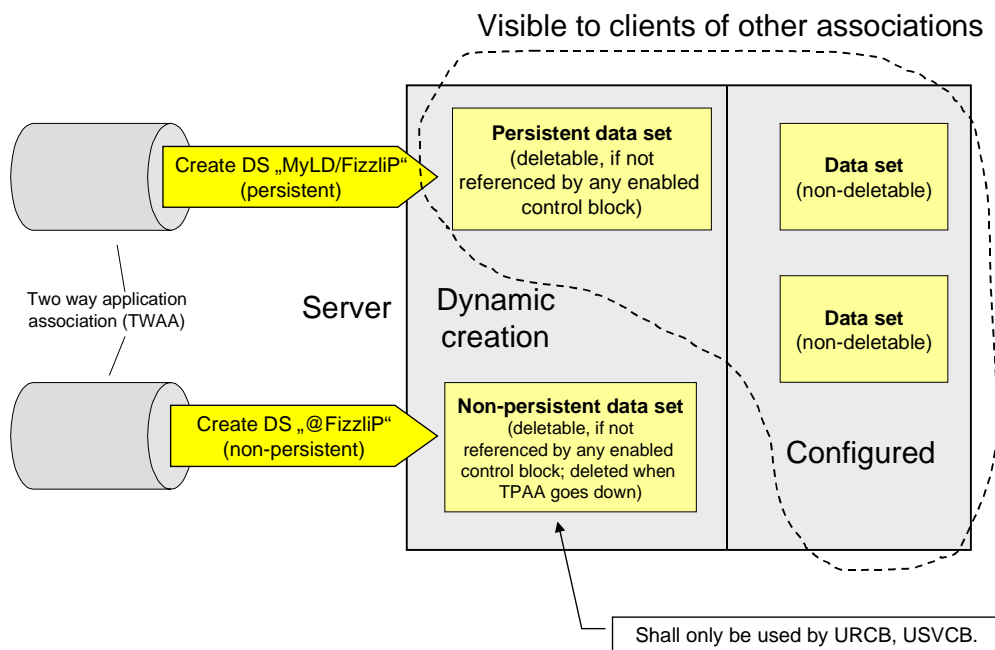 Visible to clients of other associations
Create DS „MyLD/FizzliP“
(persistent)
Persistent data set
(deletable, if not
referenced by any enabled
control block)
Data set
(non-deletable)
Two way application
association (TWAA)
Server
Dynamic
creation
Data set
(non-deletable)
Create DS „@FizzliP“
(non-persistent)
Non-persistent data set
(deletable, if not
referenced by any enabled
control block; deleted when
TPAA goes down)
Configured
Shall only be used by URCB, USVCB.